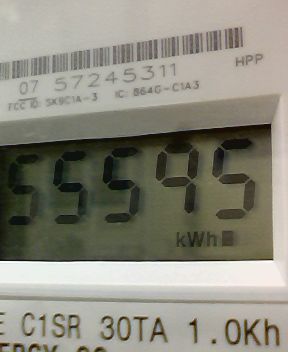 HPP
07 57245311
FCC ID: SK9C1A-3 IC: 864G-C1A3
55595
kWh
E C1SR 30TA 1.0Kh